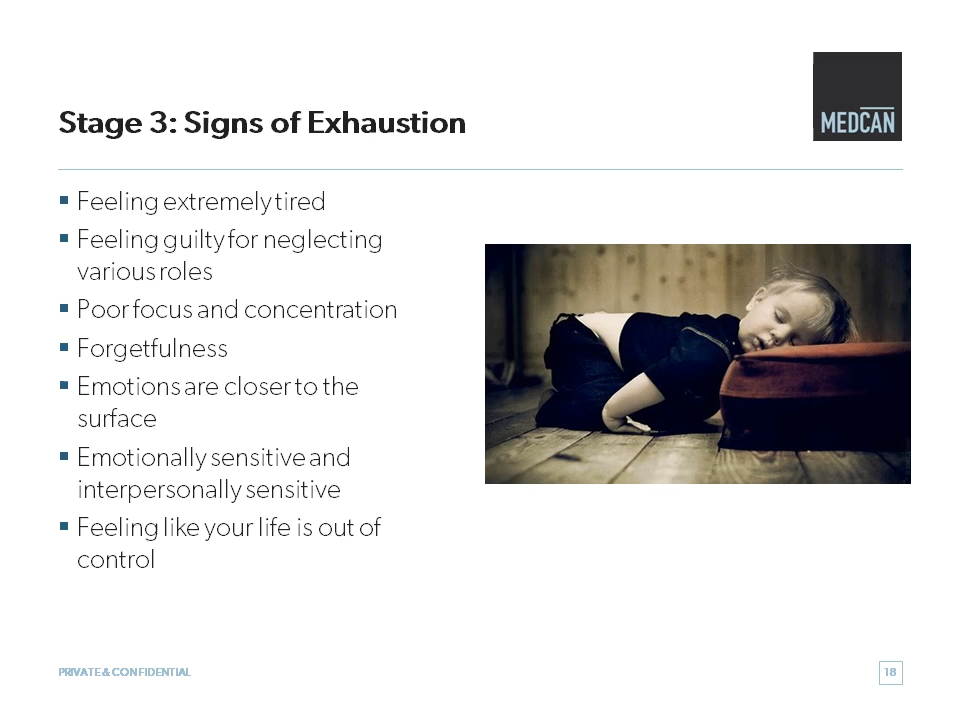 MEDCAN
Stage 3: Signs of Exhaustion
▪ Feeling extremely tired
▪ Feeling guilty for neglecting
various roles
▪ Poor focus and concentration
▪ Forgetfulness
▪ Emotions are closer to the
surface
▪ Emotionally sensitive and
interpersonally sensitive
▪ Feeling like your life is out of
control
PRIVATE & CONFIDENTIAL
18